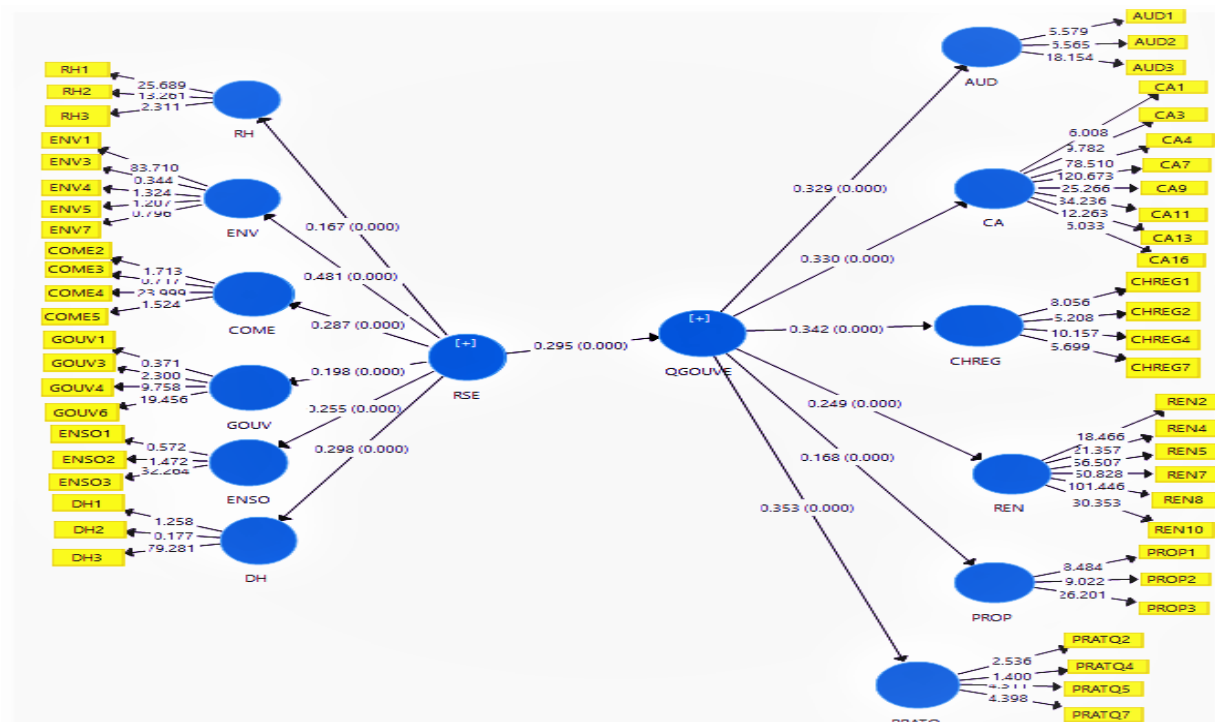 RH1
RH2
RH3
25.689
13.261
2.311
RH
ENV1
ENV3
ENV4
ENV5
ENV7
83.710
0.344
1.324
1.207
0.796
ENV
COME2
COME3
COME4
COME5
1.713
0.717
23.999
1.524
COME
GOUV1
GOUV3
GOUV4
GOUV6
0.371
2.300
9.758
19.456
GOUV
ENSO1
ENSO2
ENSO3
0.572
1.472
32.264
ENSO
DH1
DH2
DH3
1.258
0.177
79.281
DH
0.167 (0.000)
0.481 (0.000)
0.287 (0.000)
0.198 (0.000)
0.255 (0.000)
0.298 (0.000)
[+]
RSE
0.295 (0.000)
[+]
QGOUVE
0.329 (0.000)
0.330 (0.000)
0.342 (0.000)
0.249 (0.000)
0.168 (0.000)
0.353 (0.000)
AUD
5.579
5.565
18.154
AUD1
AUD2
AUD3
CA
6.008
9.782
78.510
120.673
25.266
34.236
12.263
5.033
CA1
CA3
CA4
CA7
CA9
CA11
CA13
CA16
CHREG
8.056
5.208
10.157
5.699
CHREG1
CHREG2
CHREG4
CHREG7
REN
18.466
21.357
56.507
50.828
101.446
30.353
REN2
REN4
REN5
REN7
REN8
REN10
PROP
8.484
9.022
26.201
PROP1
PROP2
PROP3
PRATQ
2.536
1.400
4.311
4.398
PRATQ2
PRATQ4
PRATQ5
PRATQ7